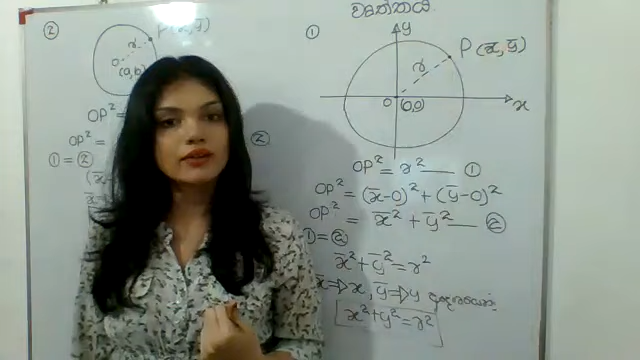 වෘත්තය
②
P (x̄, ȳ)
r
O
(a,b)
OP² =
OP² =
②
① = ②
①
y
P (x̄, ȳ)
r
O (0,0)
x
OP² = r² — ①
OP² = (x̄-0)² + (ȳ-0)²
OP² = x̄² + ȳ² — ②
① = ②
x̄² + ȳ² = r²
x̄ ⇒ x, ȳ ⇒ y
x² + y² = r²